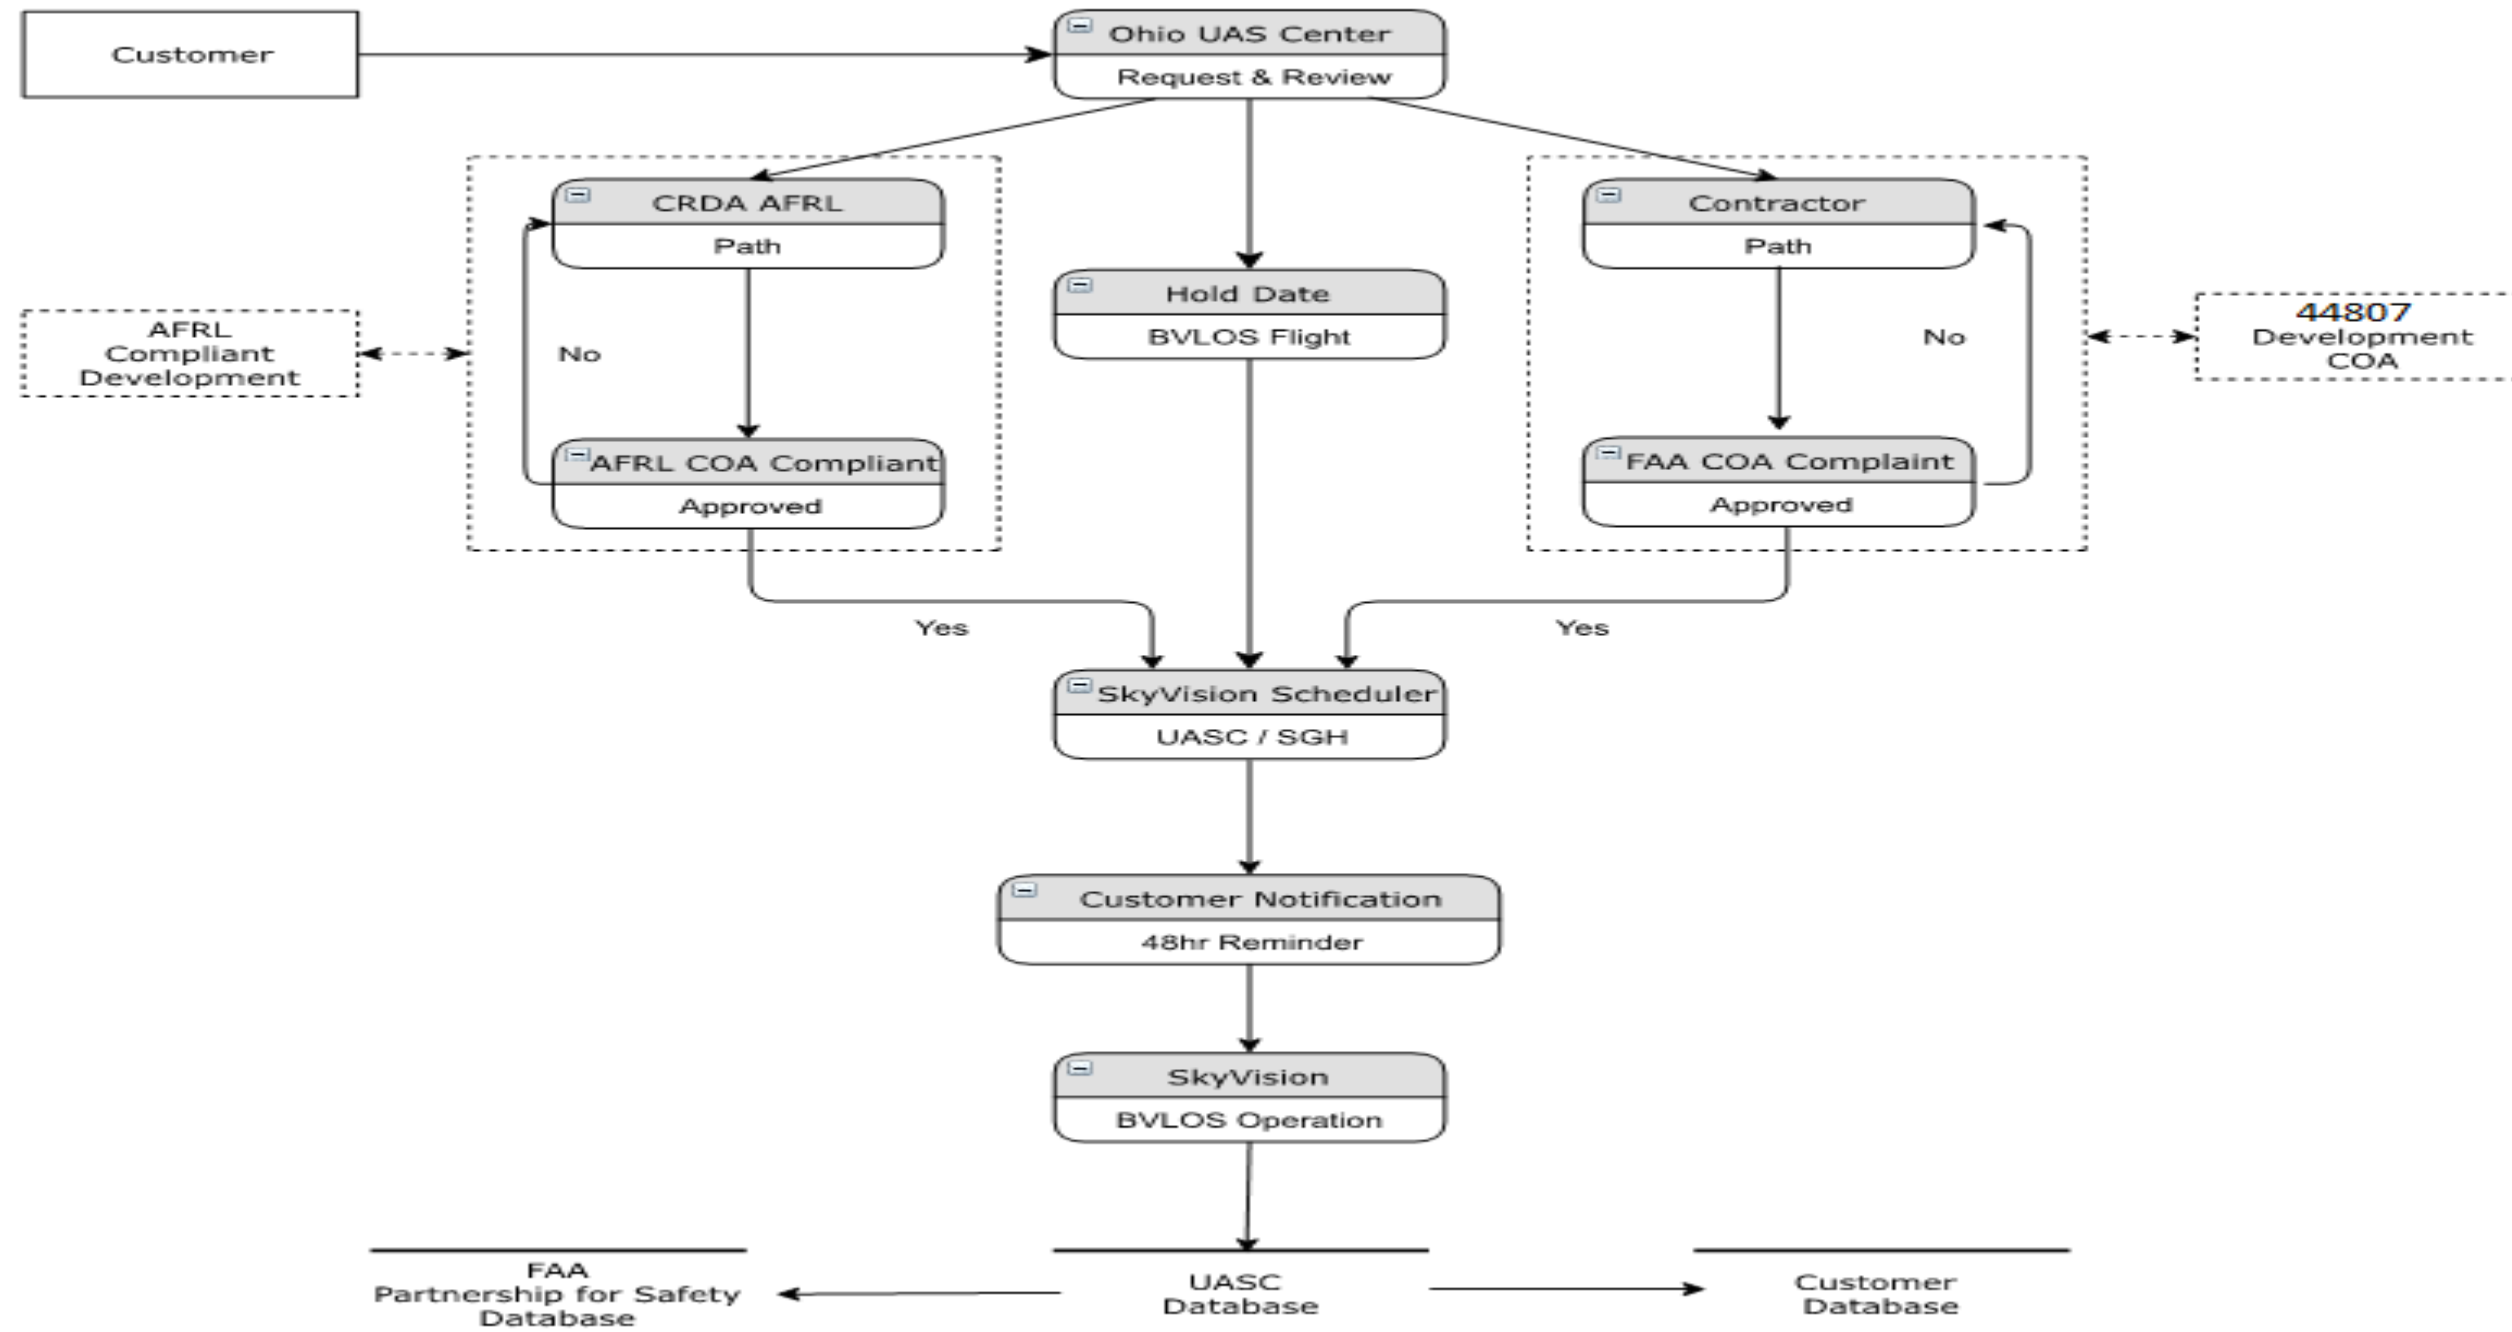 Customer
Ohio UAS Center
Request & Review
CRDA AFRL
Path
Contractor
Path
Hold Date
BVLOS Flight
AFRL
Compliant
Development
No
No
44807
Development
COA
AFRL COA Compliant
Approved
FAA COA Complaint
Approved
Yes
Yes
SkyVision Scheduler
UASC / SGH
Customer Notification
48hr Reminder
SkyVision
BVLOS Operation
FAA
Partnership for Safety
Database
UASC
Database
Customer
Database